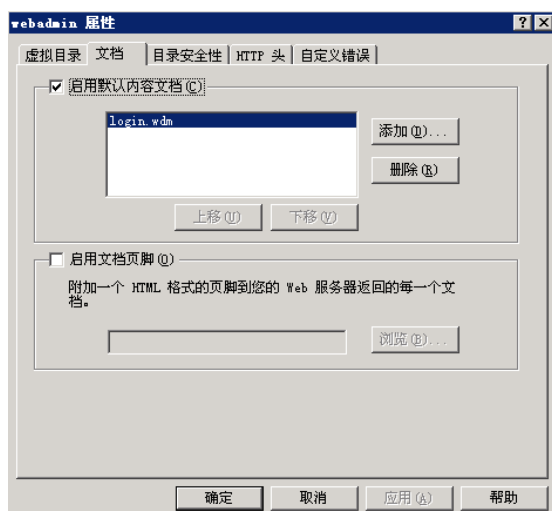 webadmin 属性
虚拟目录 文档 目录安全性 HTTP 头 自定义错误
启用默认内容文档(C)
login.wdm
添加(D)...
删除(R)
上移(U) 下移(V)
启用文档页脚(O)
附加一个 HTML 格式的页脚到您的 Web 服务器返回的每一个文
档。
浏览(B)...
确定 取消 应用(A) 帮助